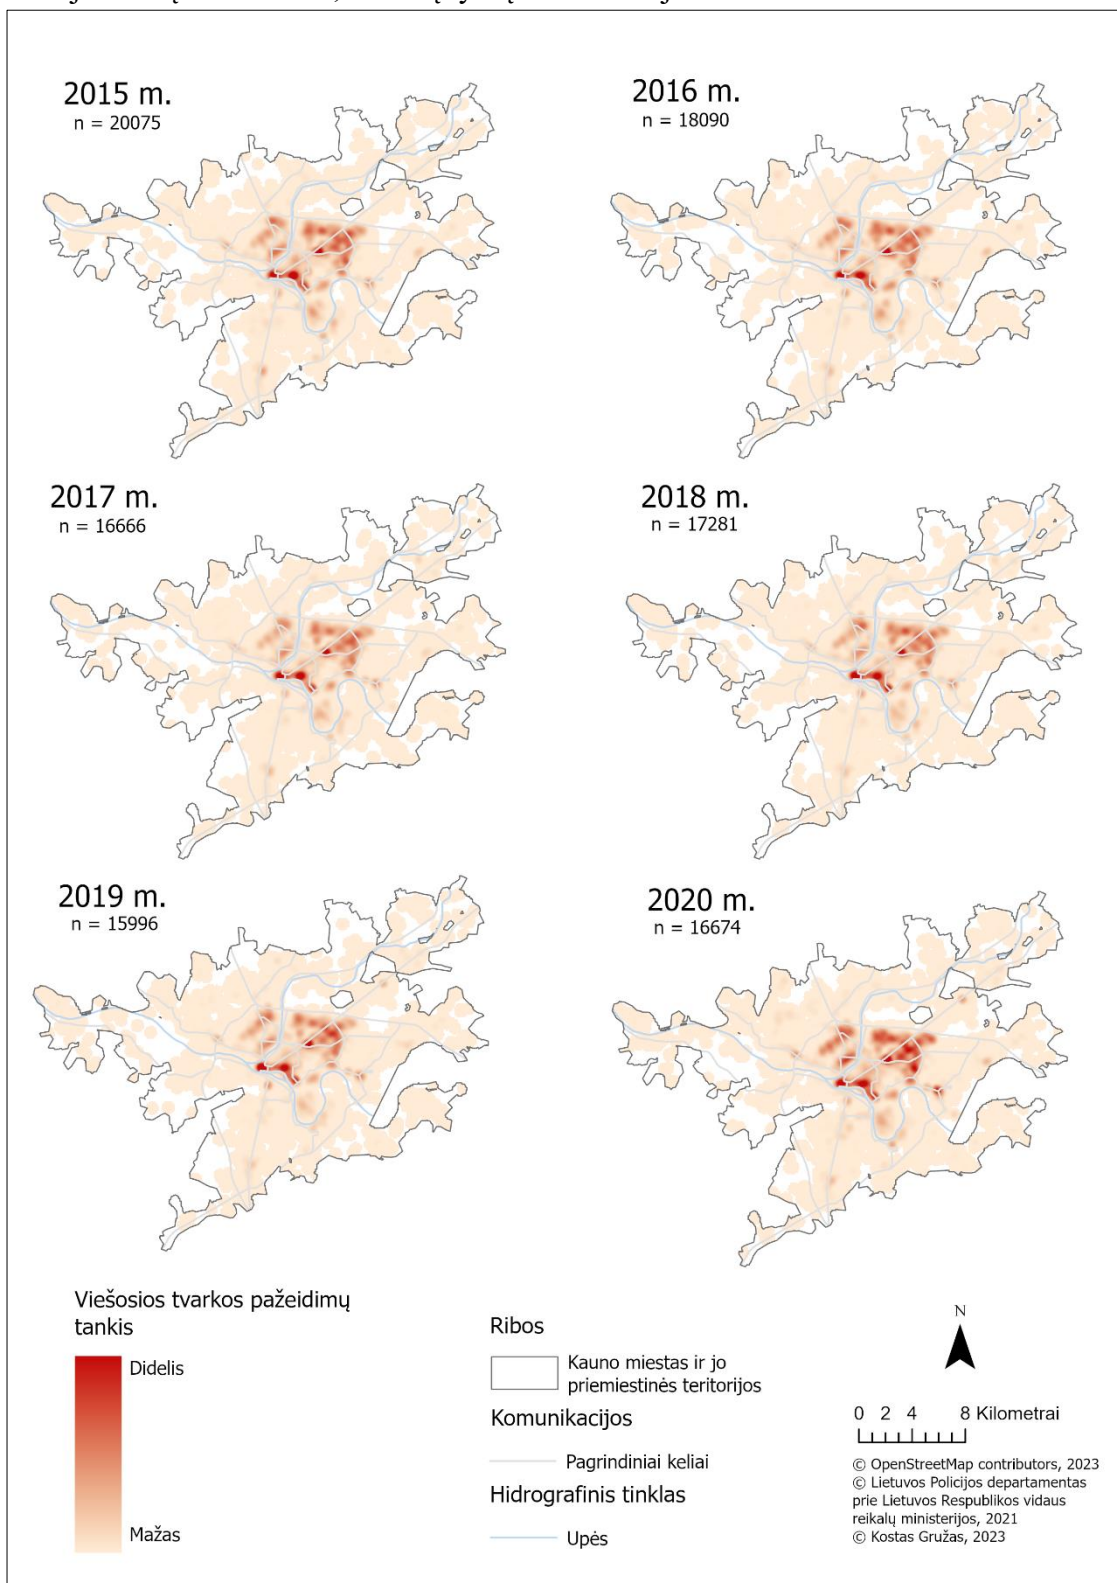 2015 m.
n = 20075
2016 m.
n = 18090
2017 m.
n = 16666
2018 m.
n = 17281
2019 m.
n = 15996
2020 m.
n = 16674
Viešosios tvarkos pažeidimų
tankis
Didelis
Mažas
Ribos
Kauno miestas ir jo
priemiestinės teritorijos
Komunikacijos
Pagrindiniai keliai
Hidrografinis tinklas
Upės
N
0 2 4 8 Kilometrai
© OpenStreetMap contributors, 2023
© Lietuvos Policijos departamentas
prie Lietuvos Respublikos vidaus
reikalų ministerijos, 2021
© Kostas Gružas, 2023